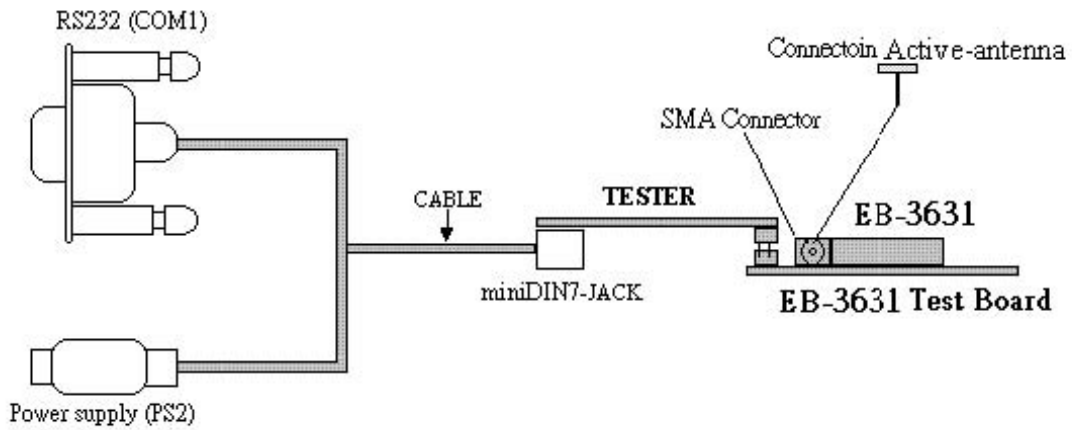 RS232 (COM1)
Connectoin Active-antenna
SMA Connector
CABLE
TESTER
EB-3631
miniDIN7-JACK
EB-3631 Test Board
Power supply (PS2)